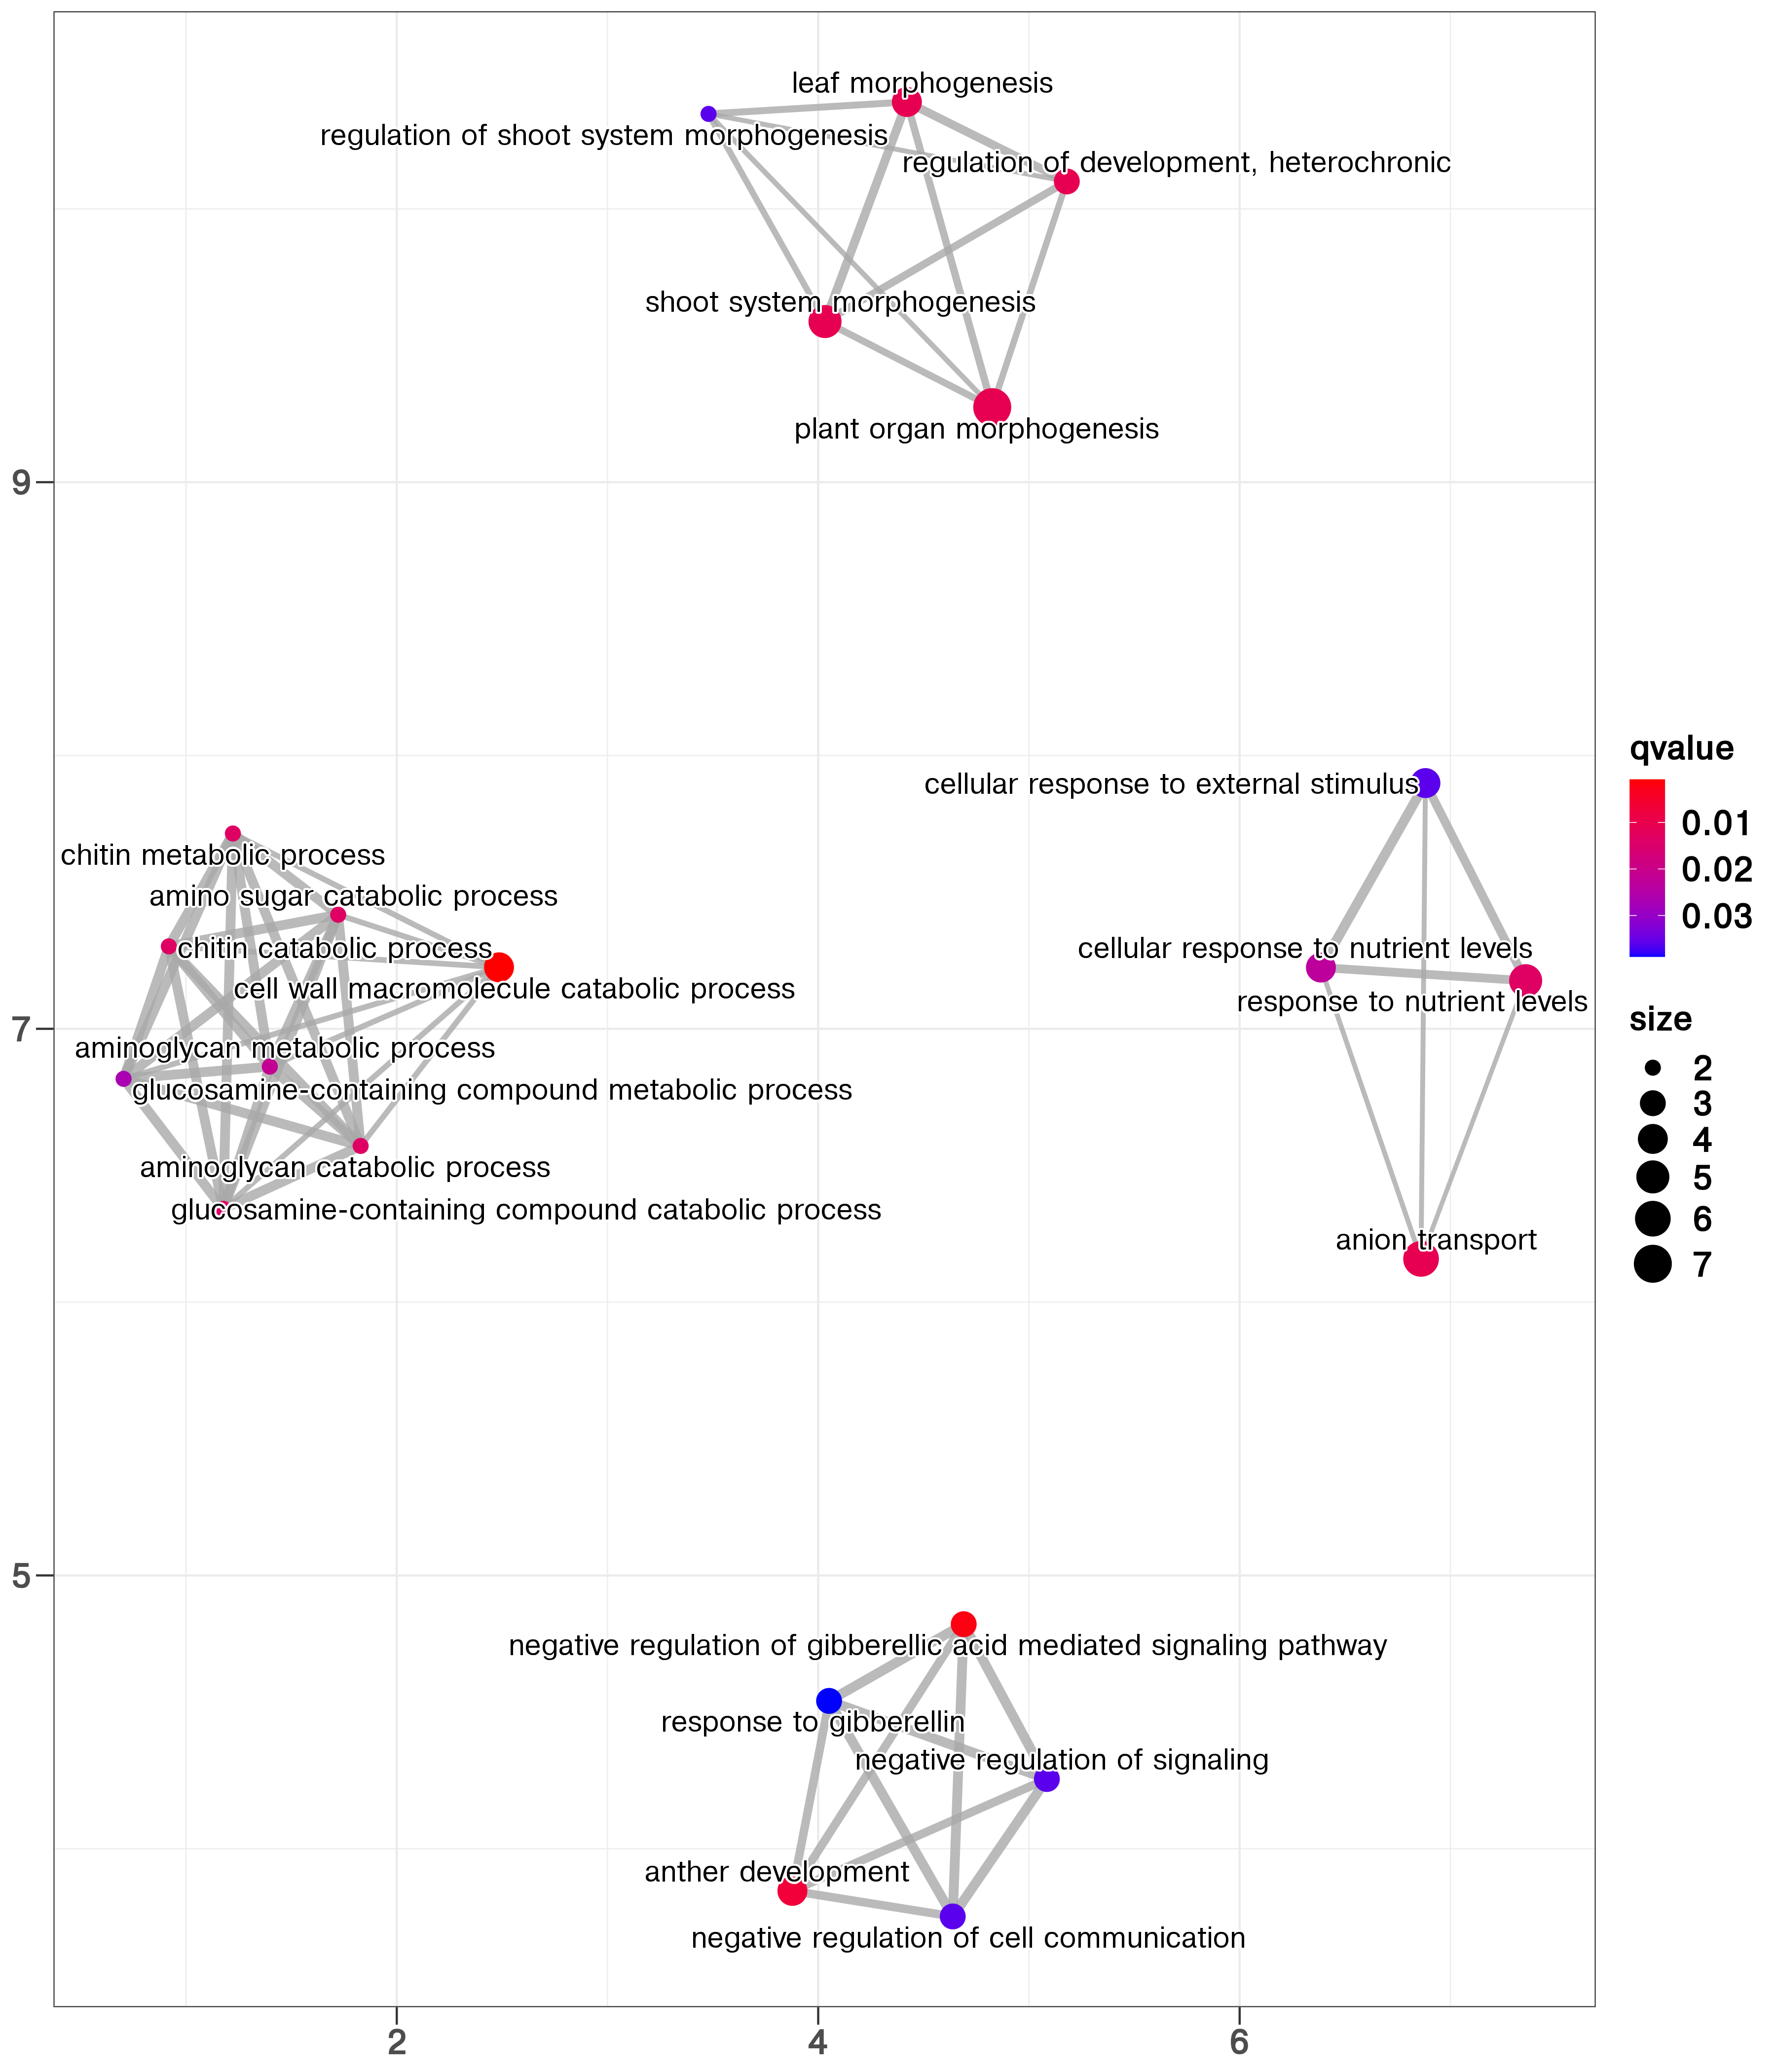 leaf morphogenesis
regulation of shoot system morphogenesis
regulation of development, heterochronic
shoot system morphogenesis
plant organ morphogenesis
9
qvalue
cellular response to external stimulus
0.01
chitin metabolic process
0.02
amino sugar catabolic process
0.03
chitin catabolic process
cellular response to nutrient levels
cell wall macromolecule catabolic process
response to nutrient levels
size
7
aminoglycan metabolic process
2
glucosamine-containing compound metabolic process
3
4
aminoglycan catabolic process
5
glucosamine-containing compound catabolic process
6
anion transport
7
5
negative regulation of gibberellic acid mediated signaling pathway
response to gibberellin
negative regulation of signaling
anther development
negative regulation of cell communication
2
4
6